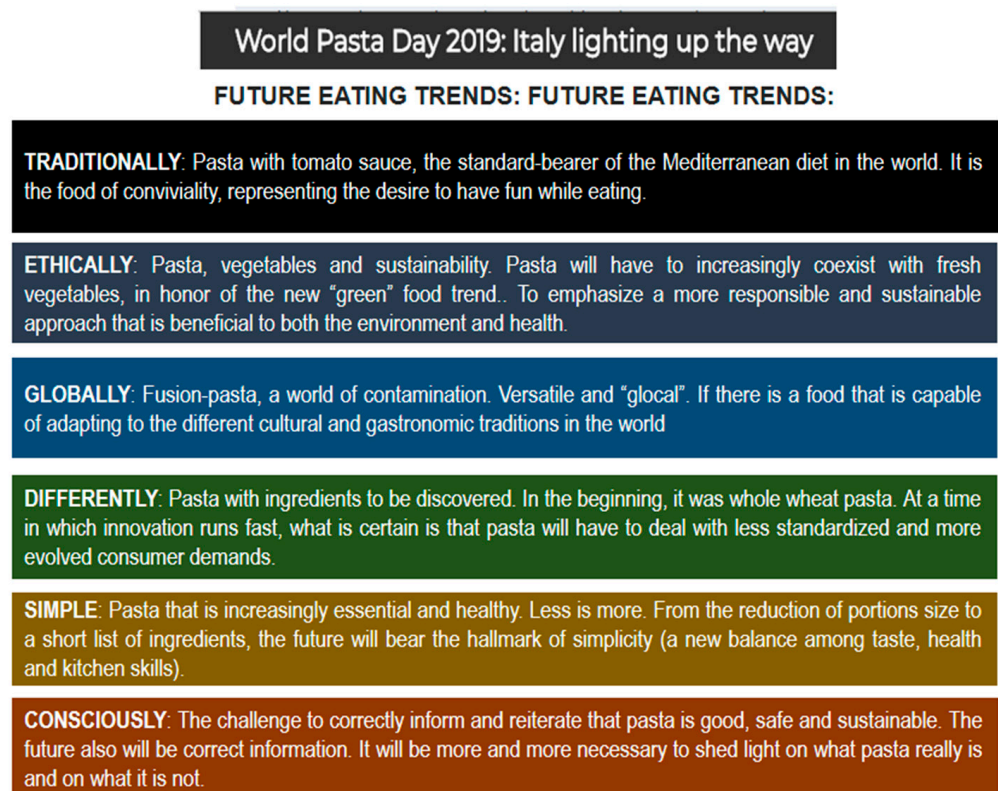 World Pasta Day 2019: Italy lighting up the way
FUTURE EATING TRENDS: FUTURE EATING TRENDS:
TRADITIONALLY: Pasta with tomato sauce, the standard-bearer of the Mediterranean diet in the world. It is
the food of conviviality, representing the desire to have fun while eating.
ETHICALLY: Pasta, vegetables and sustainability. Pasta will have to increasingly coexist with fresh
vegetables, in honor of the new “green” food trend.. To emphasize a more responsible and sustainable
approach that is beneficial to both the environment and health.
GLOBALLY: Fusion-pasta, a world of contamination. Versatile and “glocal”. If there is a food that is capable
of adapting to the different cultural and gastronomic traditions in the world
DIFFERENTLY: Pasta with ingredients to be discovered. In the beginning, it was whole wheat pasta. At a time
in which innovation runs fast, what is certain is that pasta will have to deal with less standardized and more
evolved consumer demands.
SIMPLE: Pasta that is increasingly essential and healthy. Less is more. From the reduction of portions size to
a short list of ingredients, the future will bear the hallmark of simplicity (a new balance among taste, health
and kitchen skills).
CONSCIOUSLY: The challenge to correctly inform and reiterate that pasta is good, safe and sustainable. The
future also will be correct information. It will be more and more necessary to shed light on what pasta really is
and on what it is not.